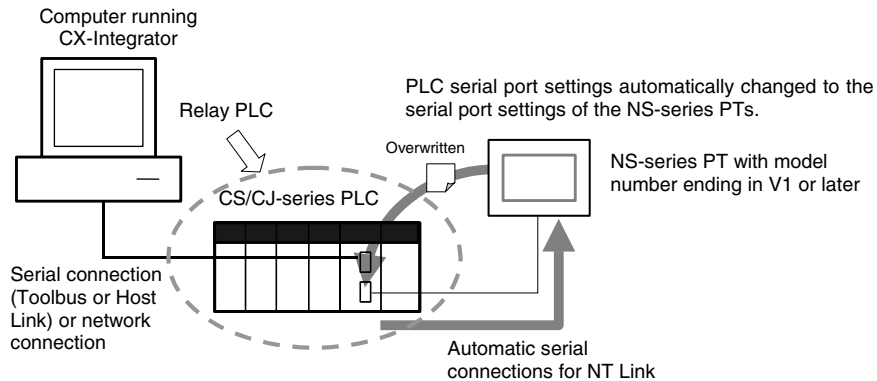 Computer running
CX-Integrator
PLC serial port settings automatically changed to the
serial port settings of the NS-series PTs.
Relay PLC
Overwritten
NS-series PT with model
number ending in V1 or later
CS/CJ-series PLC
Serial connection
(Toolbus or Host
Link) or network
connection
Automatic serial
connections for NT Link